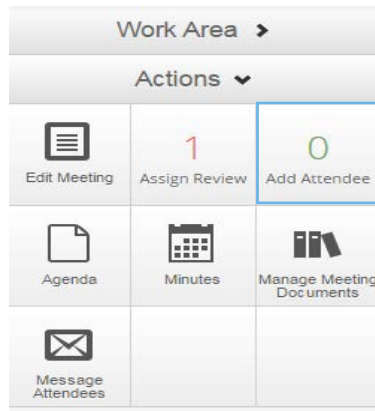 Work Area
Actions
Edit Meeting
1
Assign Review
0
Add Attendee
Agenda
Minutes
Manage Meeting
Documents
Message
Attendees